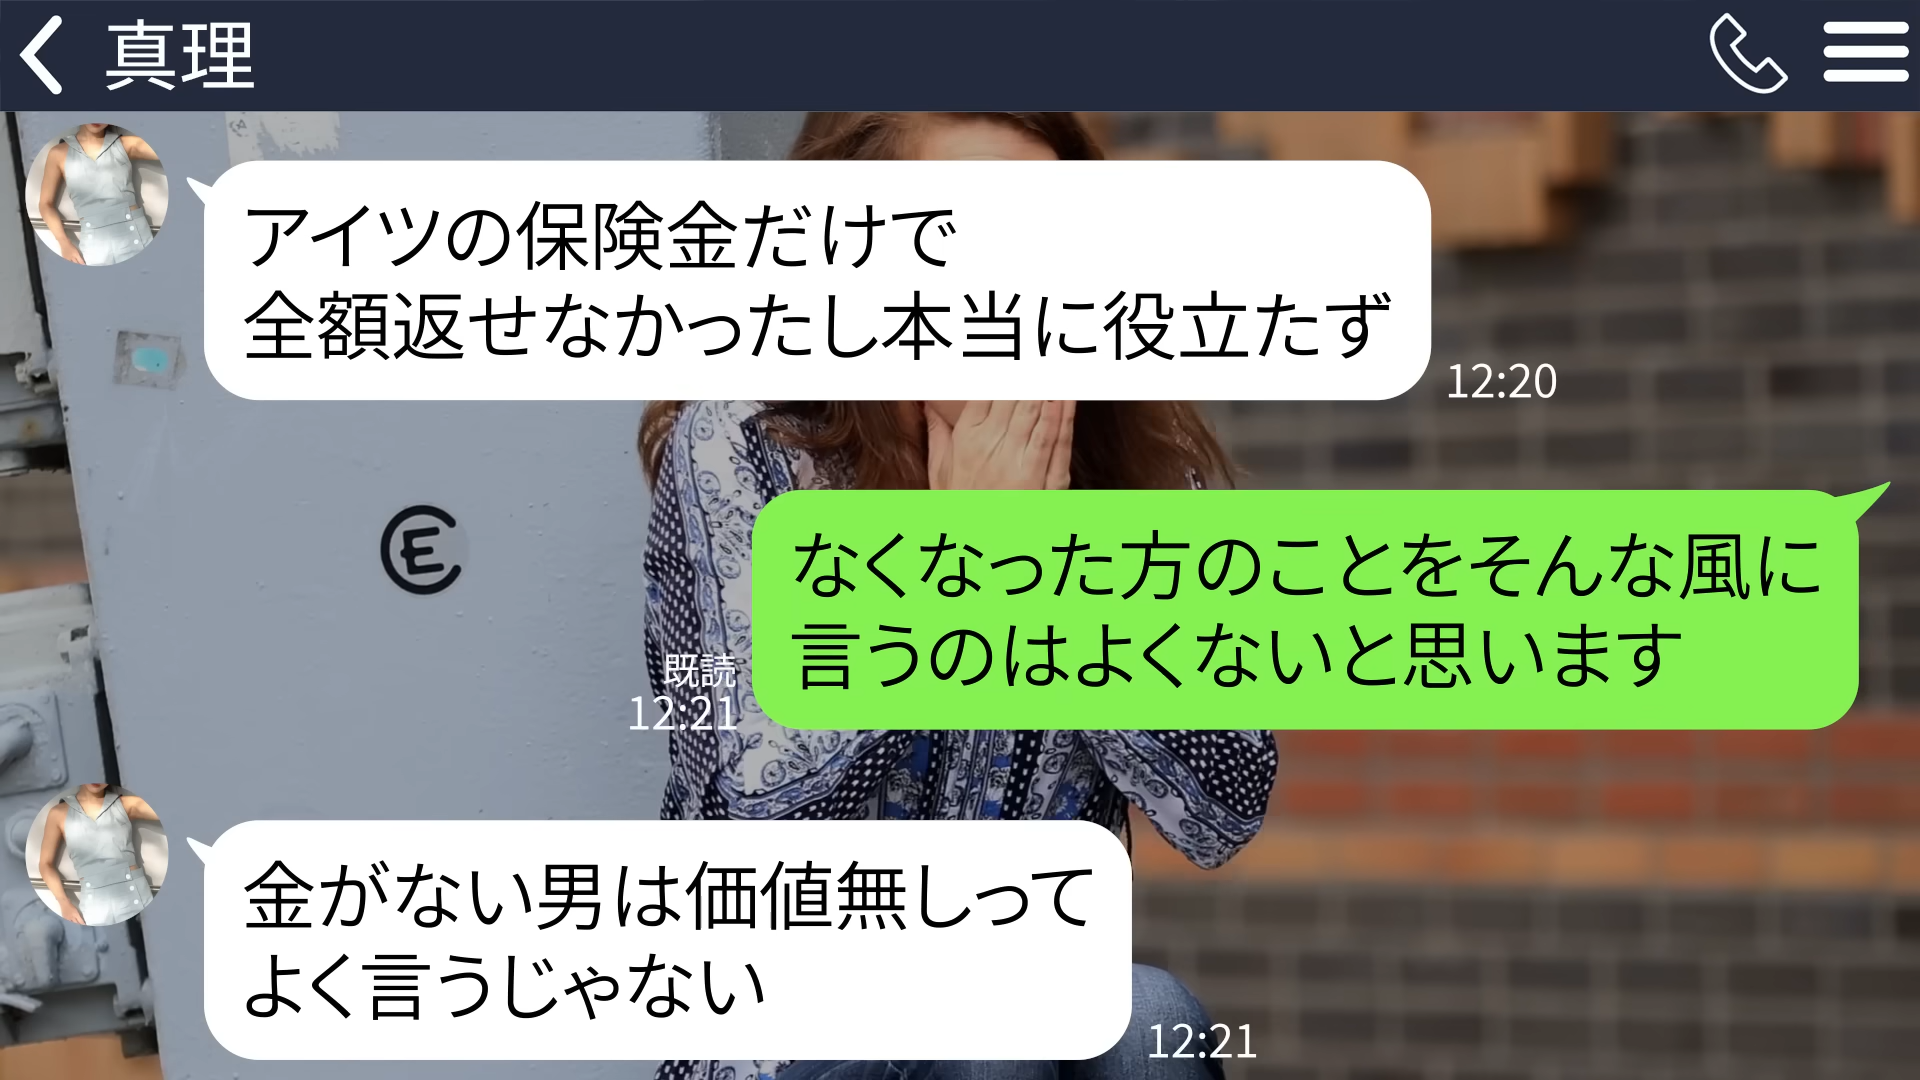 真理
アイツの保険金だけで
全額返せなかったし本当に役立たず
12:20
なくなった方のことをそんな風に
言うのはよくないと思います
既読
12:21
金がない男は価値無しって
よく言うじゃない
12:21